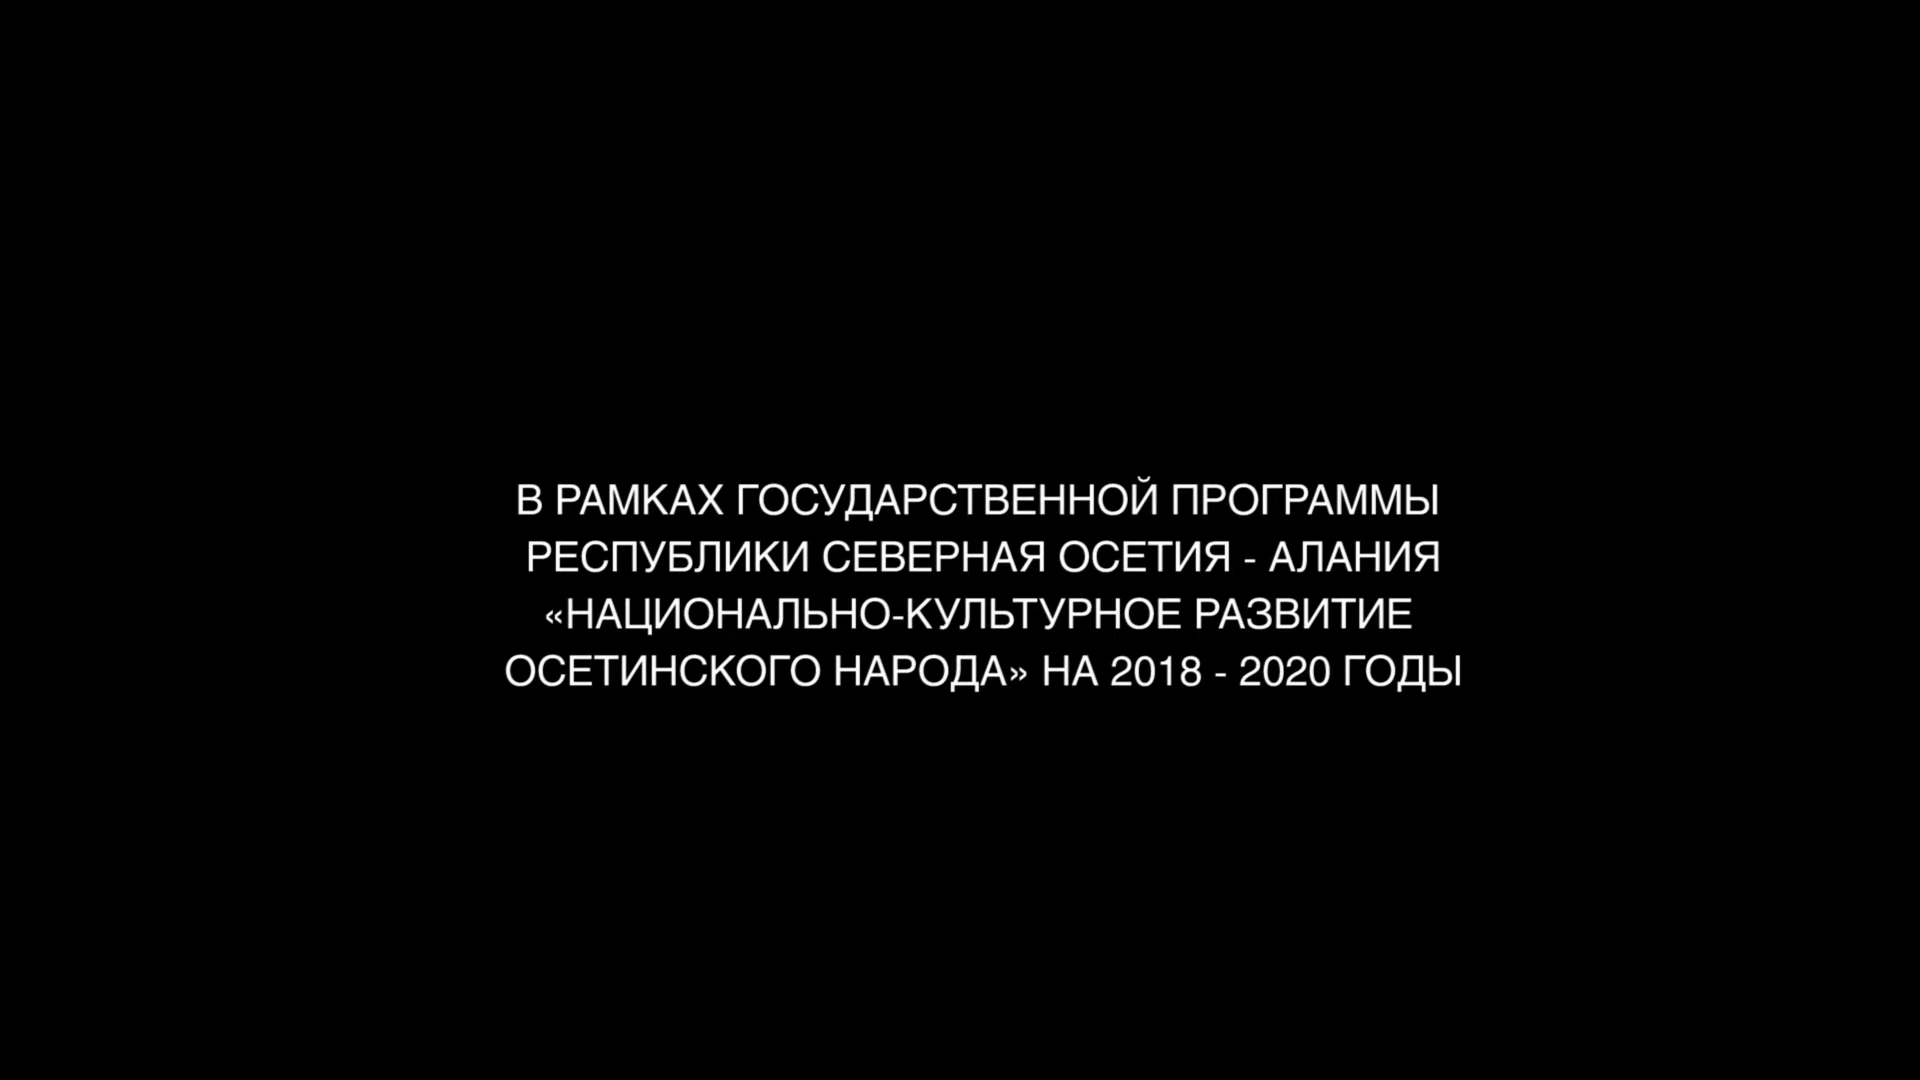 В РАМКАХ ГОСУДАРСТВЕННОЙ ПРОГРАММЫ
РЕСПУБЛИКИ СЕВЕРНАЯ ОСЕТИЯ - АЛАНИЯ
«НАЦИОНАЛЬНО-КУЛЬТУРНОЕ РАЗВИТИЕ
ОСЕТИНСКОГО НАРОДА» НА 2018 - 2020 ГОДЫ